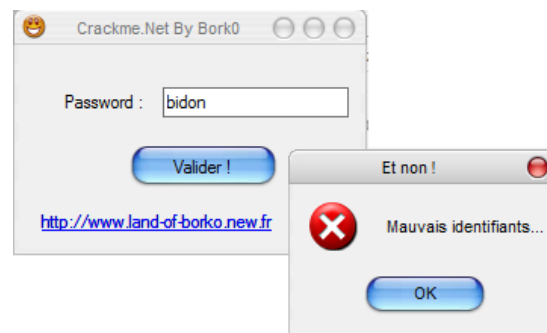 Crackme.Net By Bork0
Password :
bidon
Valider !
http://www.land-of-borko.new.fr
Et non !
Mauvais identifiants...
OK